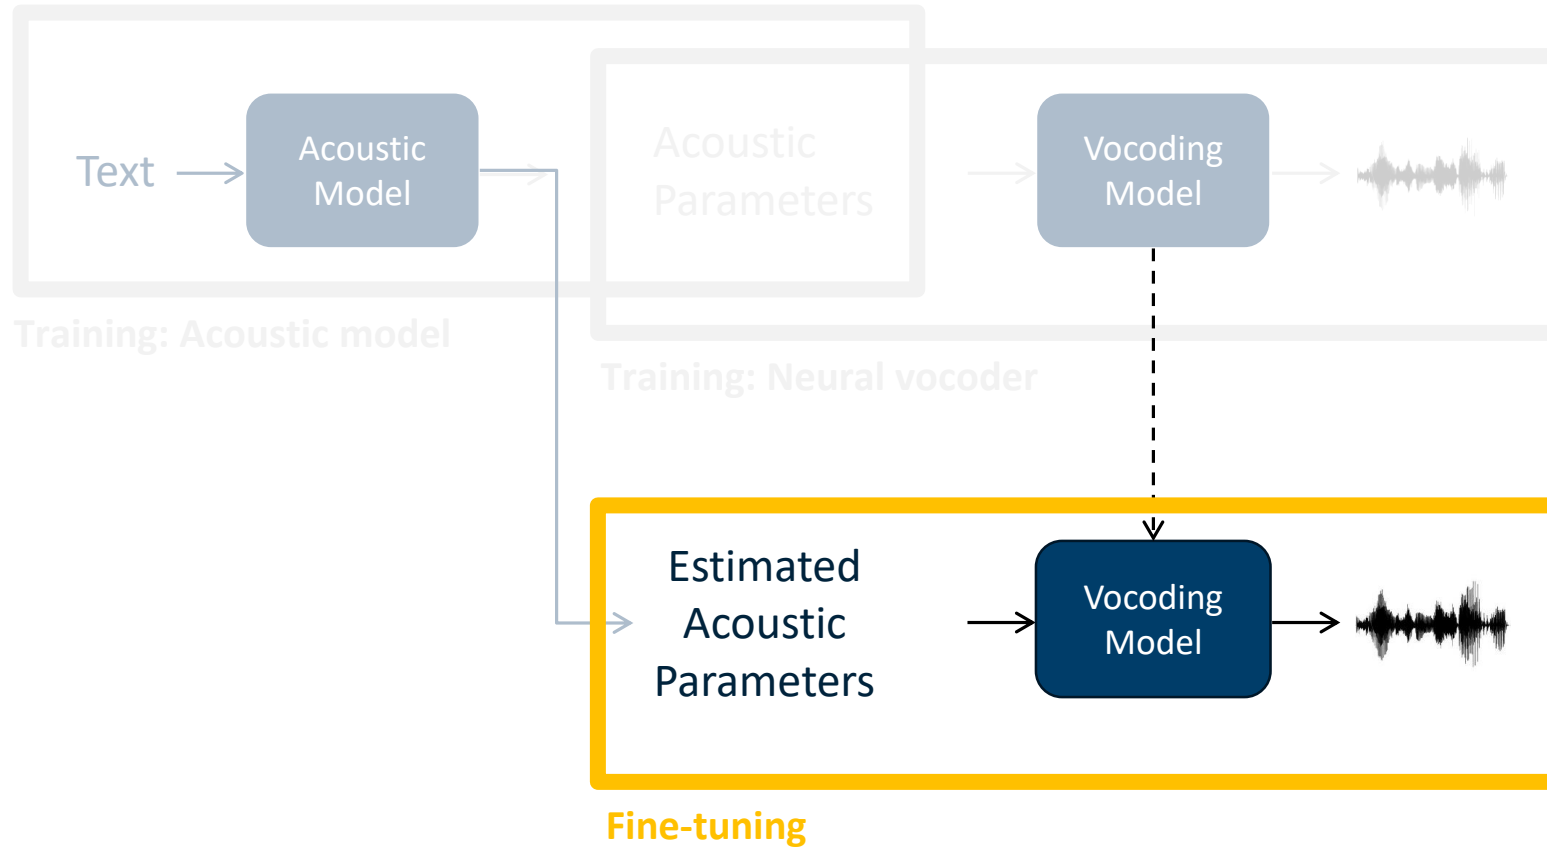 Text
Acoustic
Model
Acoustic
Parameters
Vocoding
Model
Training: Acoustic model
Training: Neural vocoder
Estimated
Acoustic
Parameters
Vocoding
Model
Fine-tuning